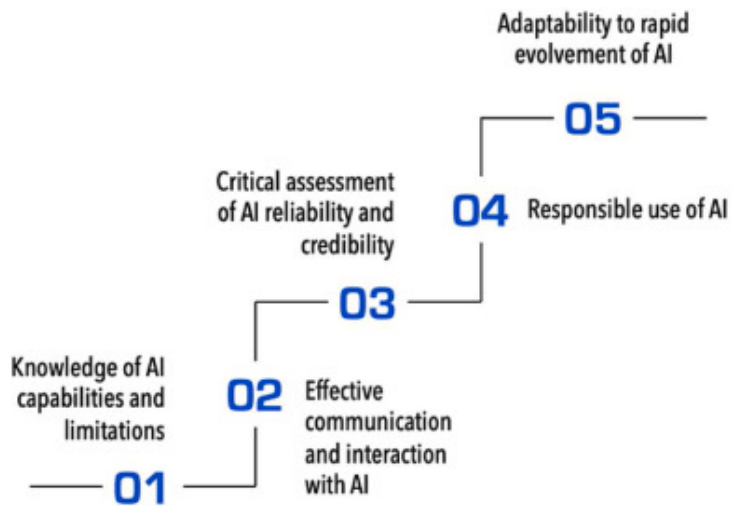 Adaptability to rapid
evolvement of AI
05
Critical assessment
of AI reliability and
credibility
04
Responsible use of AI
03
Knowledge of AI
capabilities and
limitations
02
Effective
communication
and interaction
with AI
01